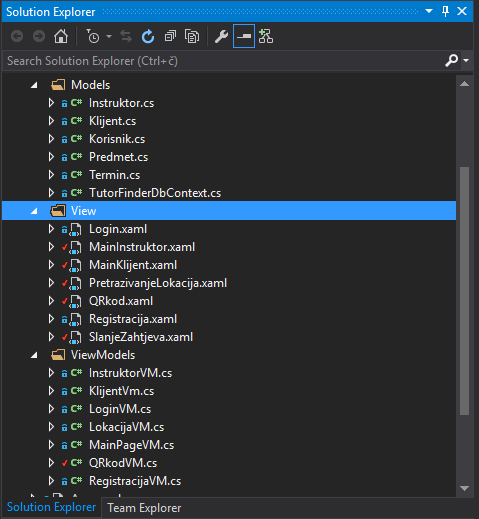 Solution Explorer
Search Solution Explorer (Ctrl+č)
Models
C# Instruktor.cs
C# Klijent.cs
C# Korisnik.cs
C# Predmet.cs
C# Termin.cs
C# TutorFinderDbContext.cs
View
Login.xaml
MainInstruktor.xaml
MainKlijent.xaml
PretrazivanjeLokacija.xaml
QRkod.xaml
Registracija.xaml
SlanjeZahtjeva.xaml
ViewModels
C# InstruktorVM.cs
C# KlijentVm.cs
C# LoginVM.cs
C# LokacijaVM.cs
C# MainPageVM.cs
C# QRkodVM.cs
C# RegistracijaVM.cs
Solution Explorer Team Explorer